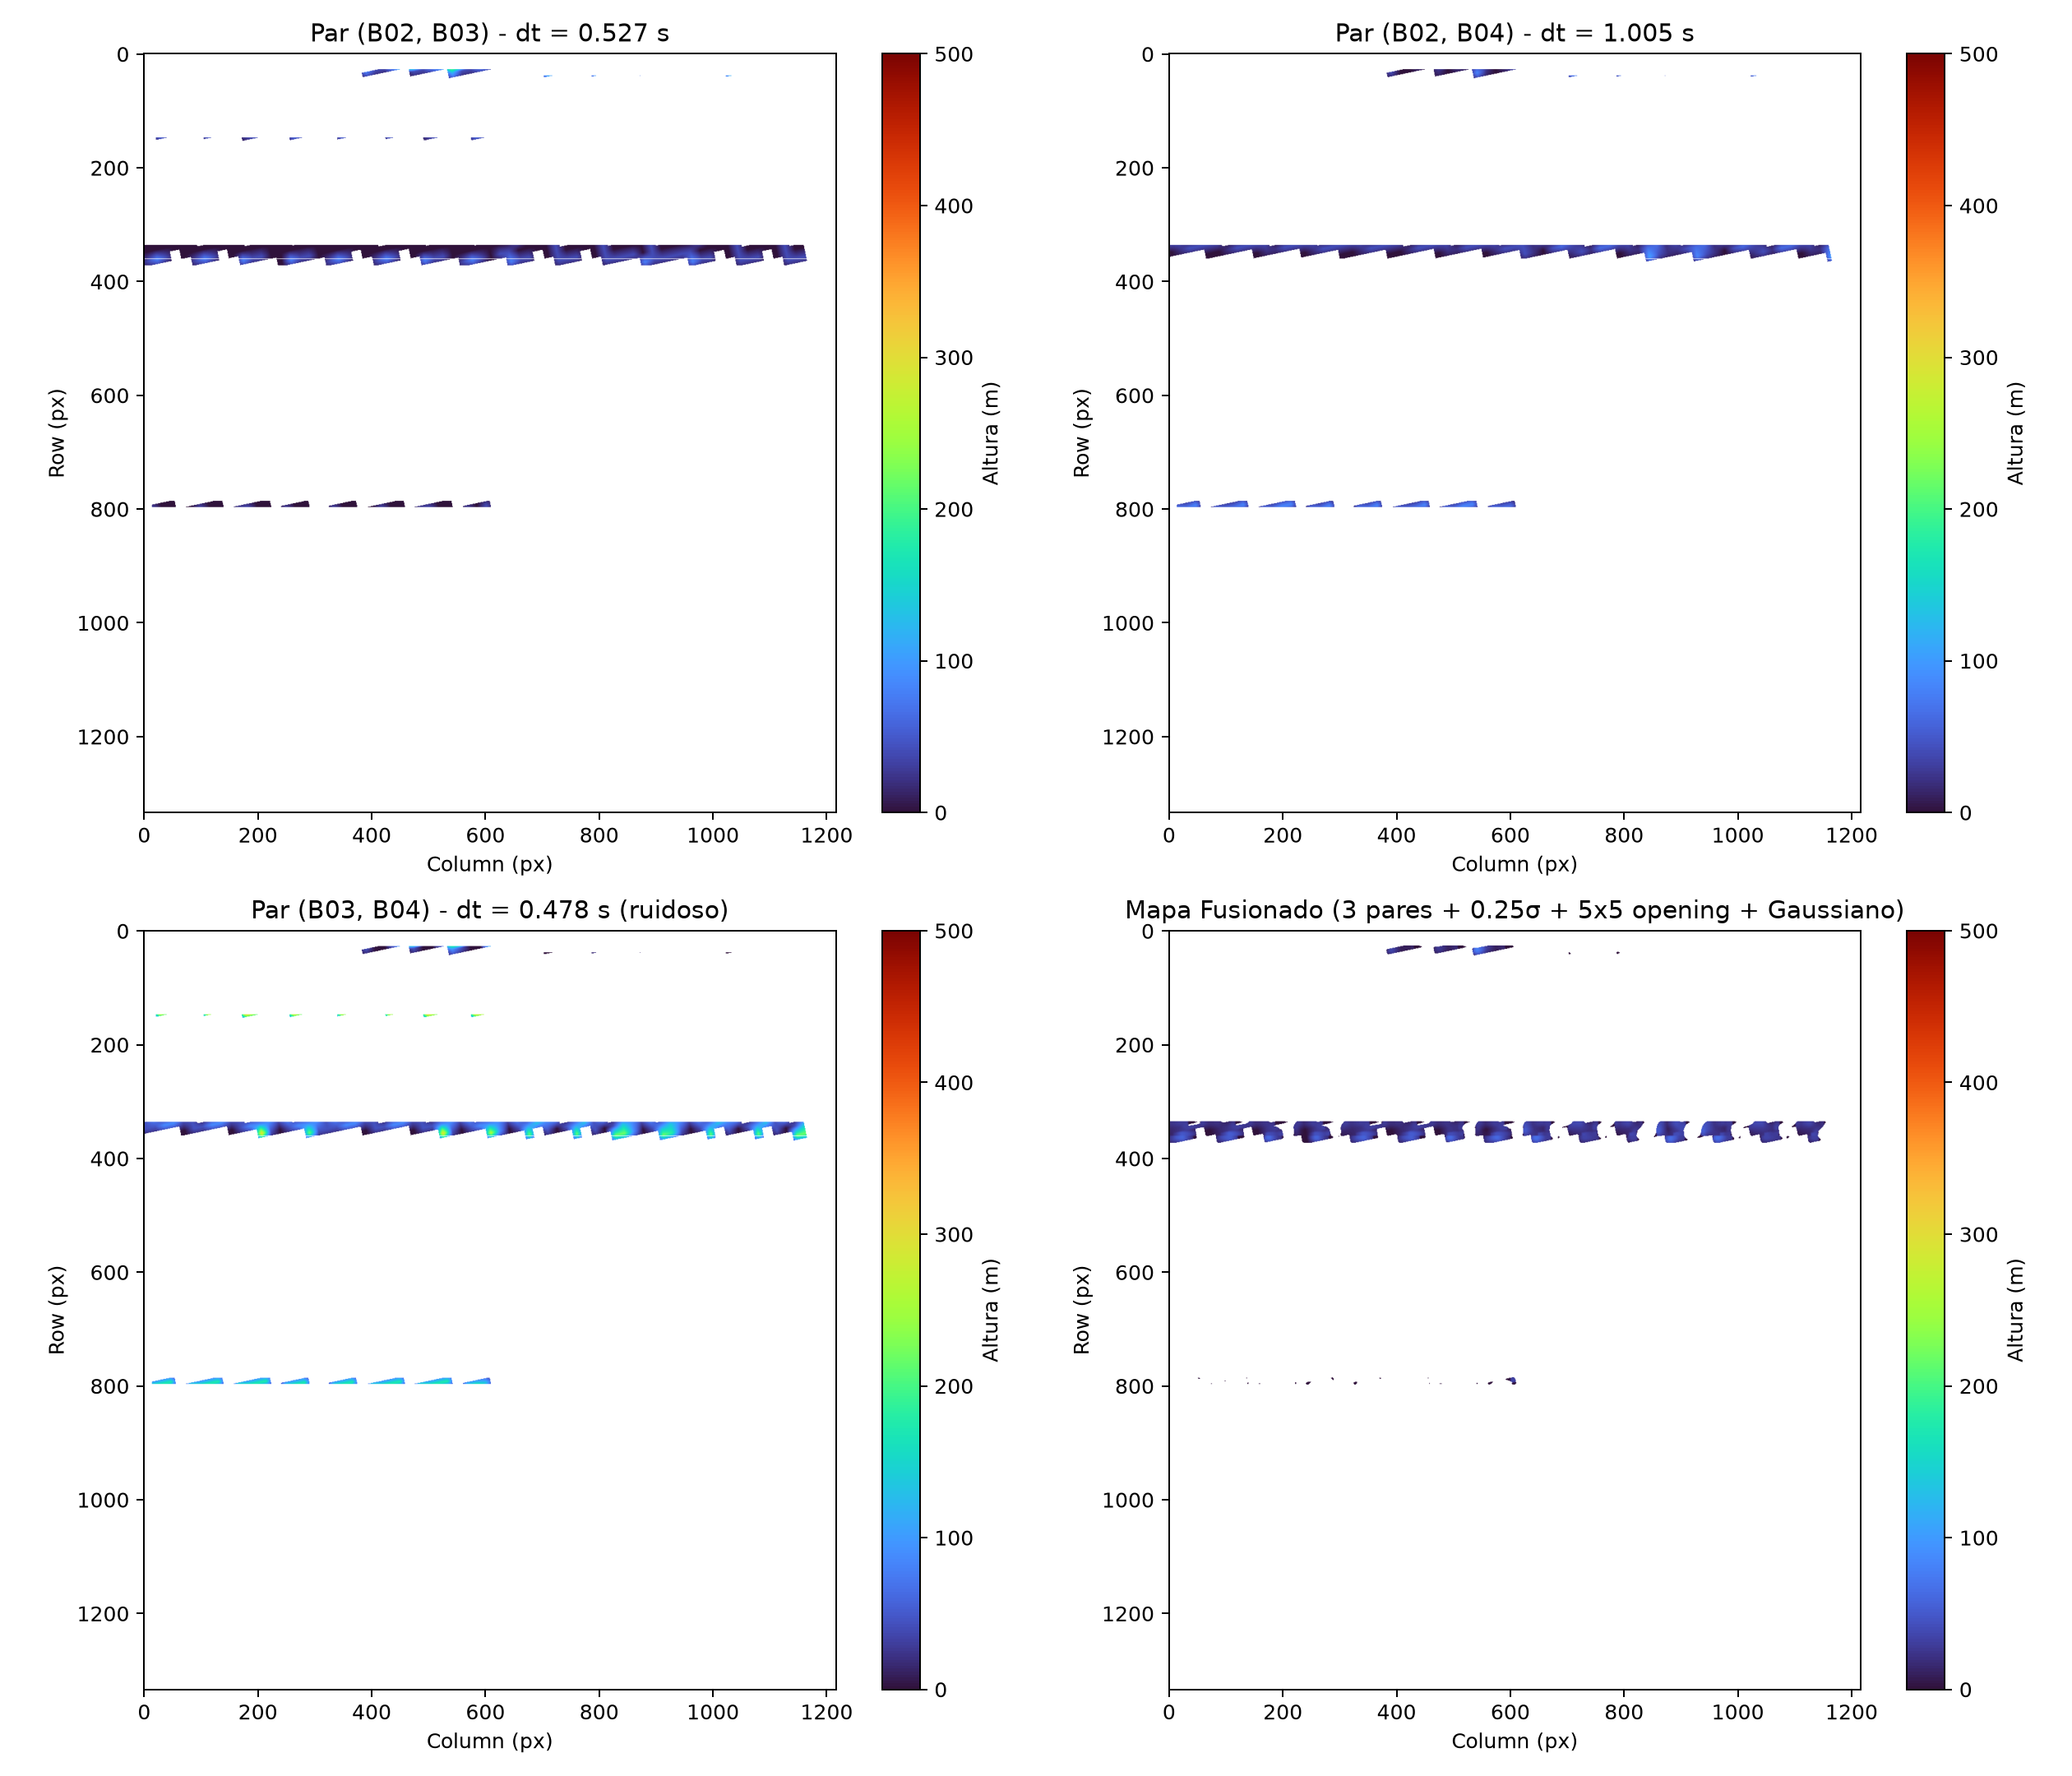 Par (B02, B03) - dt = 0.527 s
0
200
400
600
800
1000
1200
Row (px)
0 200 400 600 800 1000 1200
Column (px)
500
400
300
200
100
0
Altura (m)
Par (B02, B04) - dt = 1.005 s
0
200
400
600
800
1000
1200
Row (px)
0 200 400 600 800 1000 1200
Column (px)
500
400
300
200
100
0
Altura (m)
Par (B03, B04) - dt = 0.478 s (ruidoso)
0
200
400
600
800
1000
1200
Row (px)
0 200 400 600 800 1000 1200
Column (px)
500
400
300
200
100
0
Altura (m)
Mapa Fusionado (3 pares + 0.25σ + 5x5 opening + Gaussiano)
0
200
400
600
800
1000
1200
Row (px)
0 200 400 600 800 1000 1200
Column (px)
500
400
300
200
100
0
Altura (m)